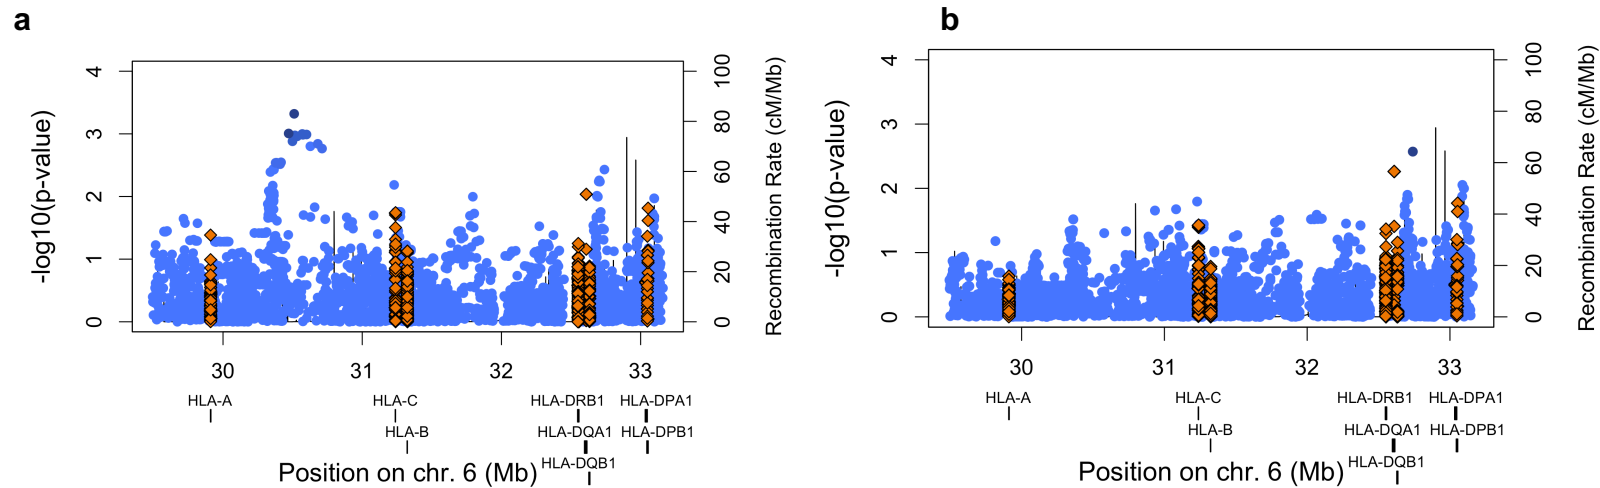 a
-log10(p-value)
4
3
2
1
0
100
80
60
40
20
0
Recombination Rate (cM/Mb)
30 31 32 33
HLA-A HLA-C HLA-DRB1 HLA-DPA1
HLA-B HLA-DQA1 HLA-DPB1
HLA-DQB1
Position on chr. 6 (Mb)
b
-log10(p-value)
4
3
2
1
0
100
80
60
40
20
0
Recombination Rate (cM/Mb)
30 31 32 33
HLA-A HLA-C HLA-DRB1 HLA-DPA1
HLA-B HLA-DQA1 HLA-DPB1
HLA-DQB1
Position on chr. 6 (Mb)